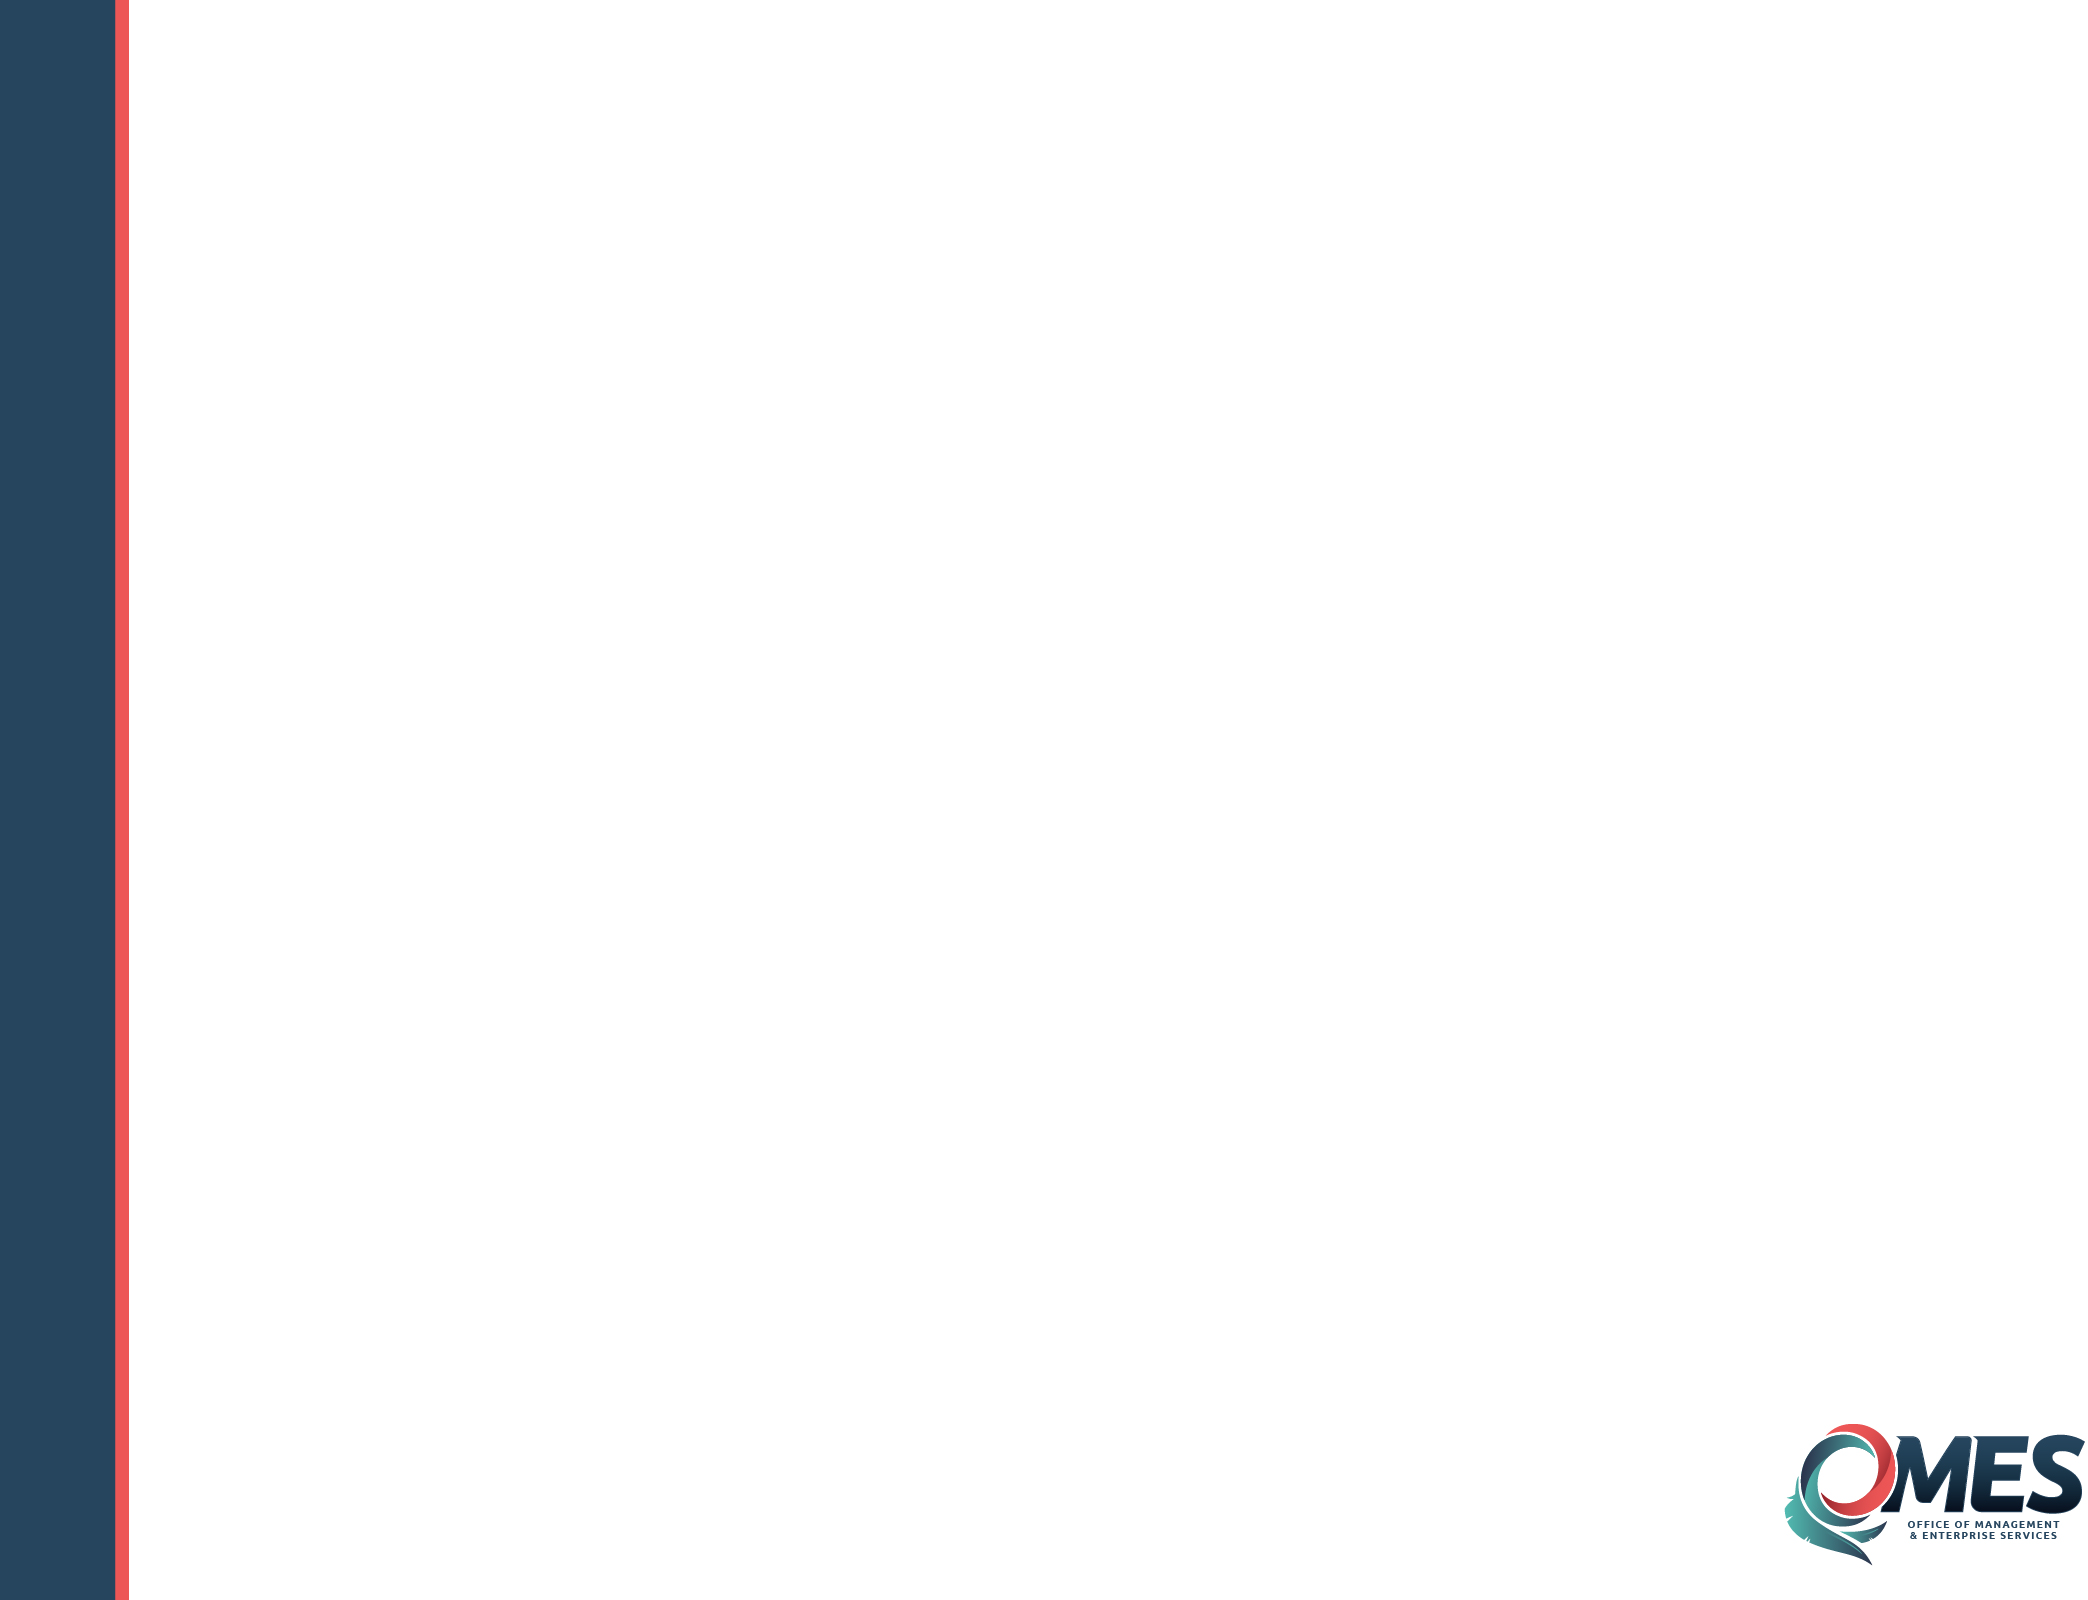 OMES
OFFICE OF MANAGEMENT
& ENTERPRISE SERVICES